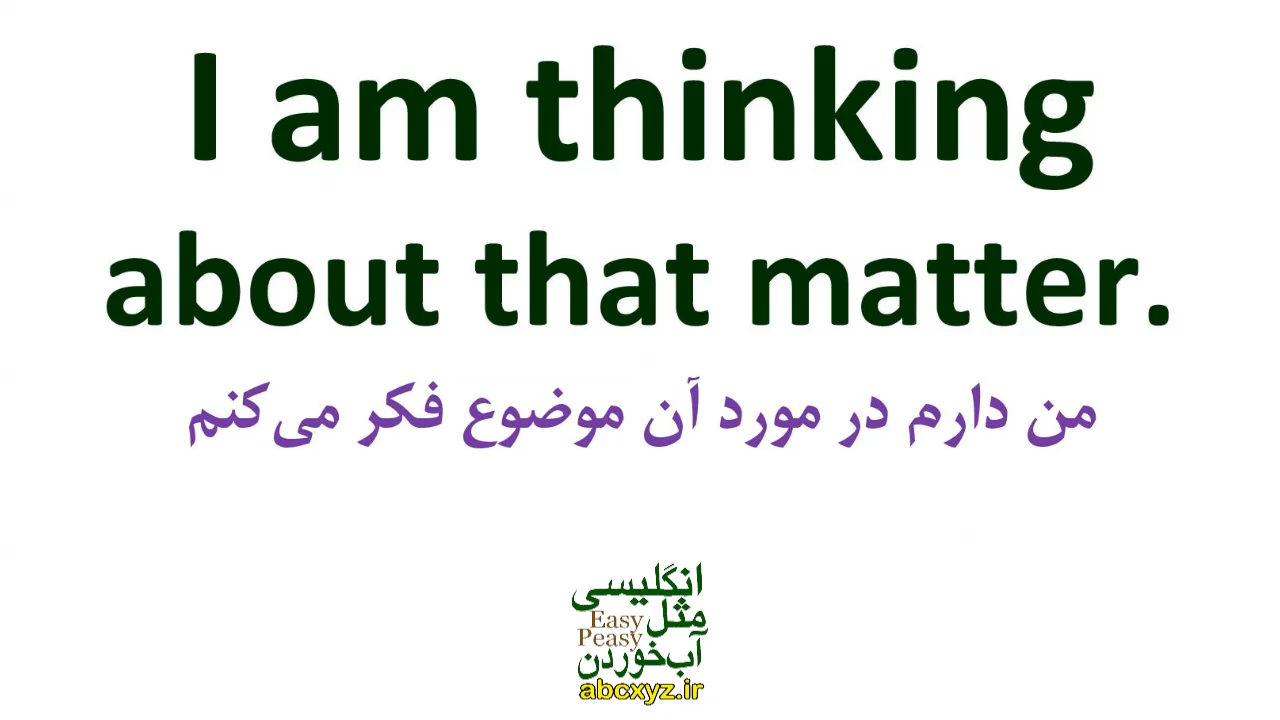 I am thinking
about that matter.
من دارم در مورد آن موضوع فکر می‌کنم
انگلیسی
مثل Easy
Peasy
آب‌خوردن
abcxyz.ir